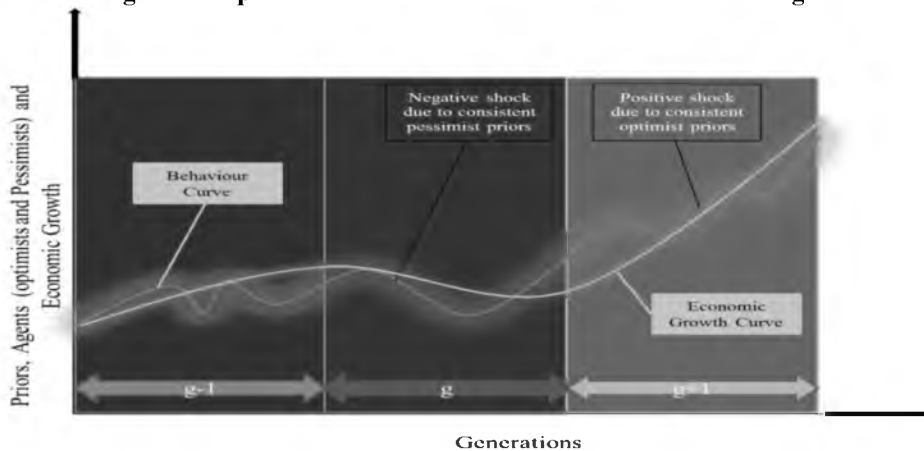 Negative shock
due to consistent
pessimist priors
Positive shock
due to consistent
optimist priors
Behaviour
Curve
Economic
Growth Curve
Priors, Agents (optimists and Pessimists) and
Economic Growth
g-1
g
g+1
Generations